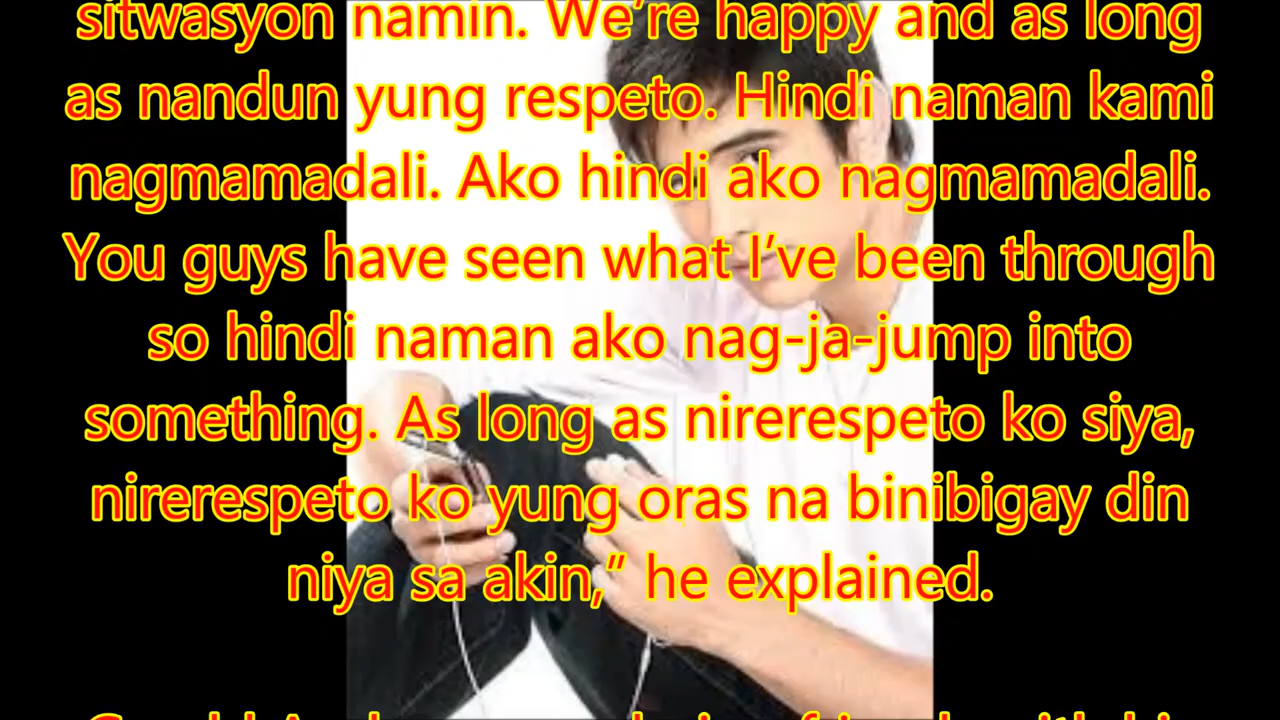 sitwasyon namin. We’re happy and as long
as nandun yung respeto. Hindi naman kami
nagmamadali. Ako hindi ako nagmamadali.
You guys have seen what I’ve been through
so hindi naman ako nag-ja-jump into
something. As long as nirerespeto ko siya,
nirerespeto ko yung oras na binibigay din
niya sa akin,” he explained.